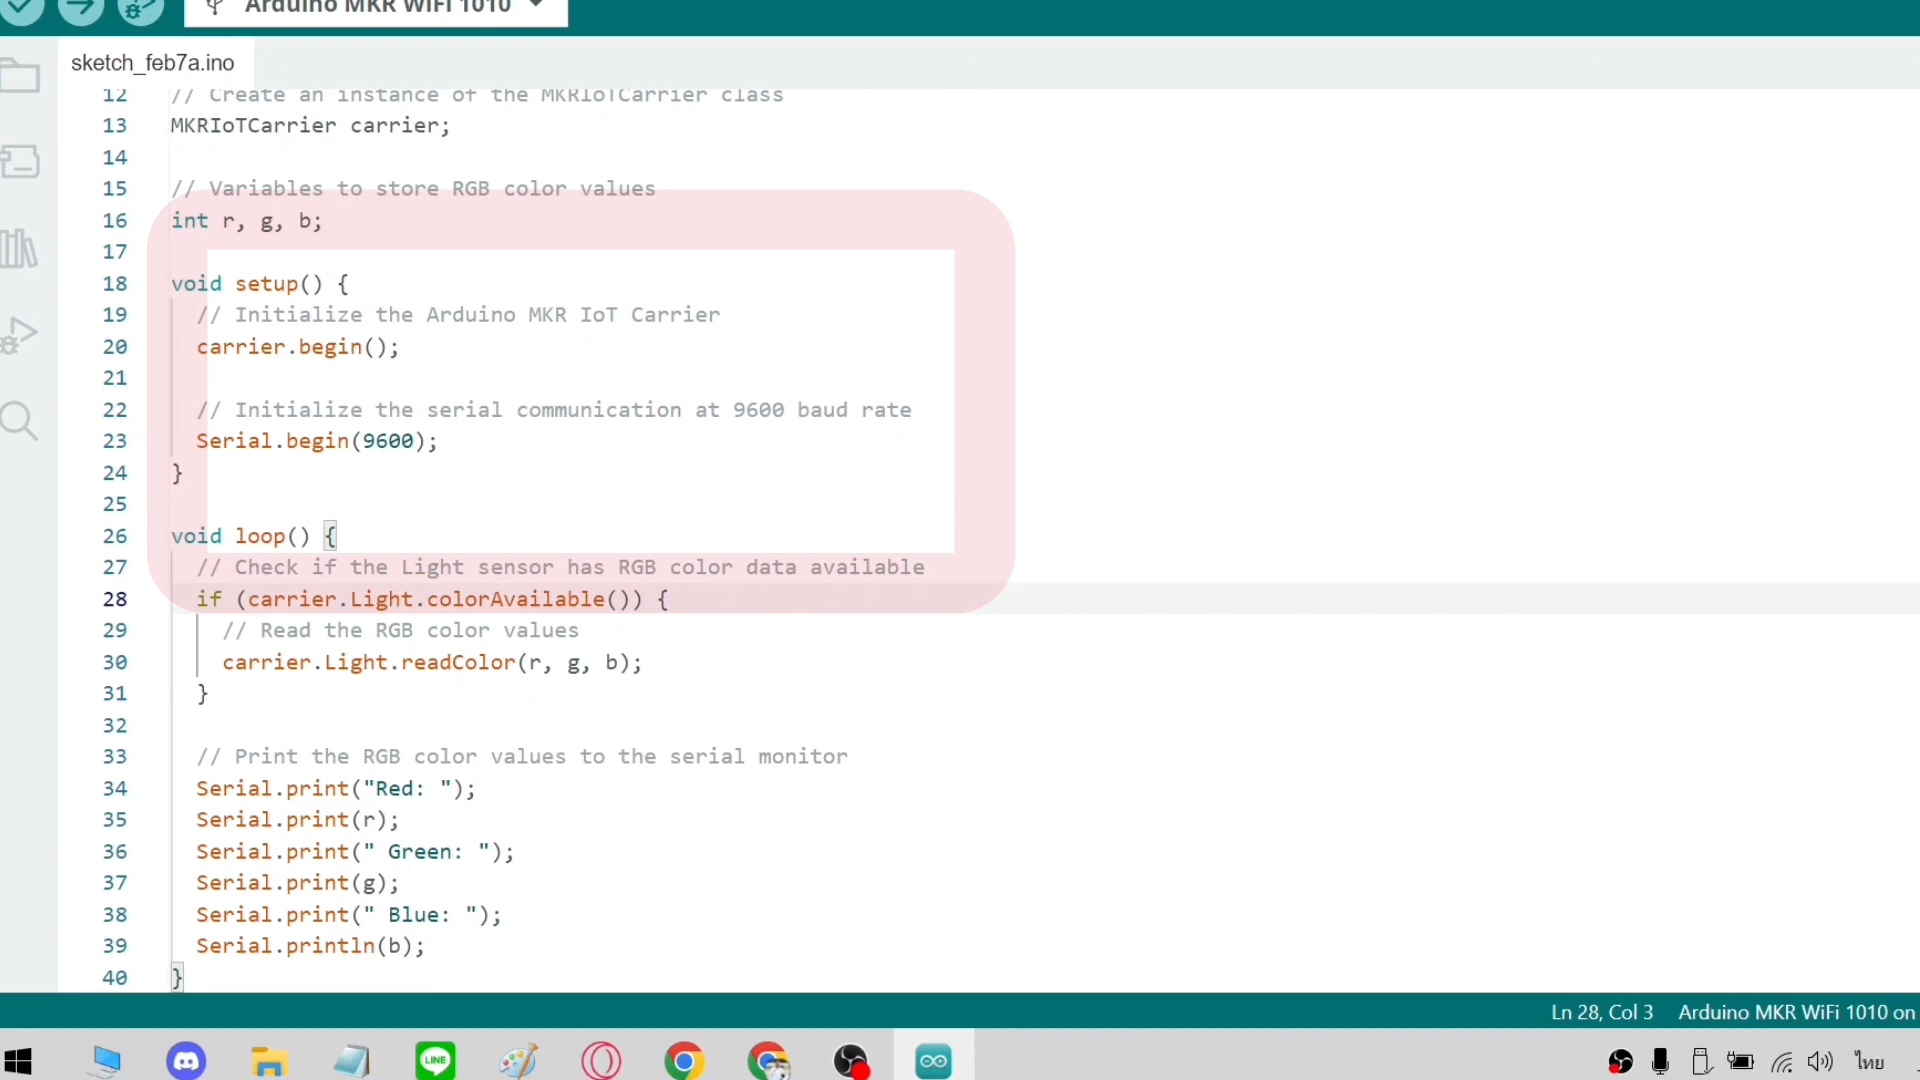 Arduino MKR WiFi 1010
sketch_feb7a.ino
12 // Create an instance of the MKRIoTCarrier class
13 MKRIoTCarrier carrier;
14
15 // Variables to store RGB color values
16 int r, g, b;
17
18 void setup() {
19 // Initialize the Arduino MKR IoT Carrier
20 carrier.begin();
21
22 // Initialize the serial communication at 9600 baud rate
23 Serial.begin(9600);
24 }
25
26 void loop() {
27 // Check if the Light sensor has RGB color data available
28 if (carrier.Light.colorAvailable()) {
29 // Read the RGB color values
30 carrier.Light.readColor(r, g, b);
31 }
32
33 // Print the RGB color values to the serial monitor
34 Serial.print("Red: ");
35 Serial.print(r);
36 Serial.print(" Green: ");
37 Serial.print(g);
38 Serial.print(" Blue: ");
39 Serial.println(b);
40 }
Ln 28, Col 3 Arduino MKR WiFi 1010 on
LINE
ไทย